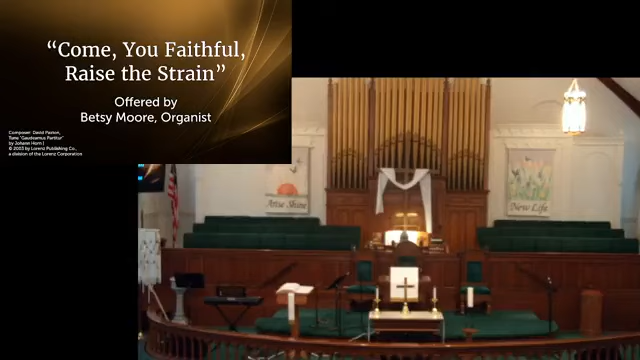 “Come, You Faithful,
Raise the Strain”
Offered by
Betsy Moore, Organist
Composer: David Paxton,
Tune "Gaudeamus Pariter"
by Johann Horn |
© 2003 by Lorenz Publishing Co.,
a division of the Lorenz Corporation
Arise Shine
New Life